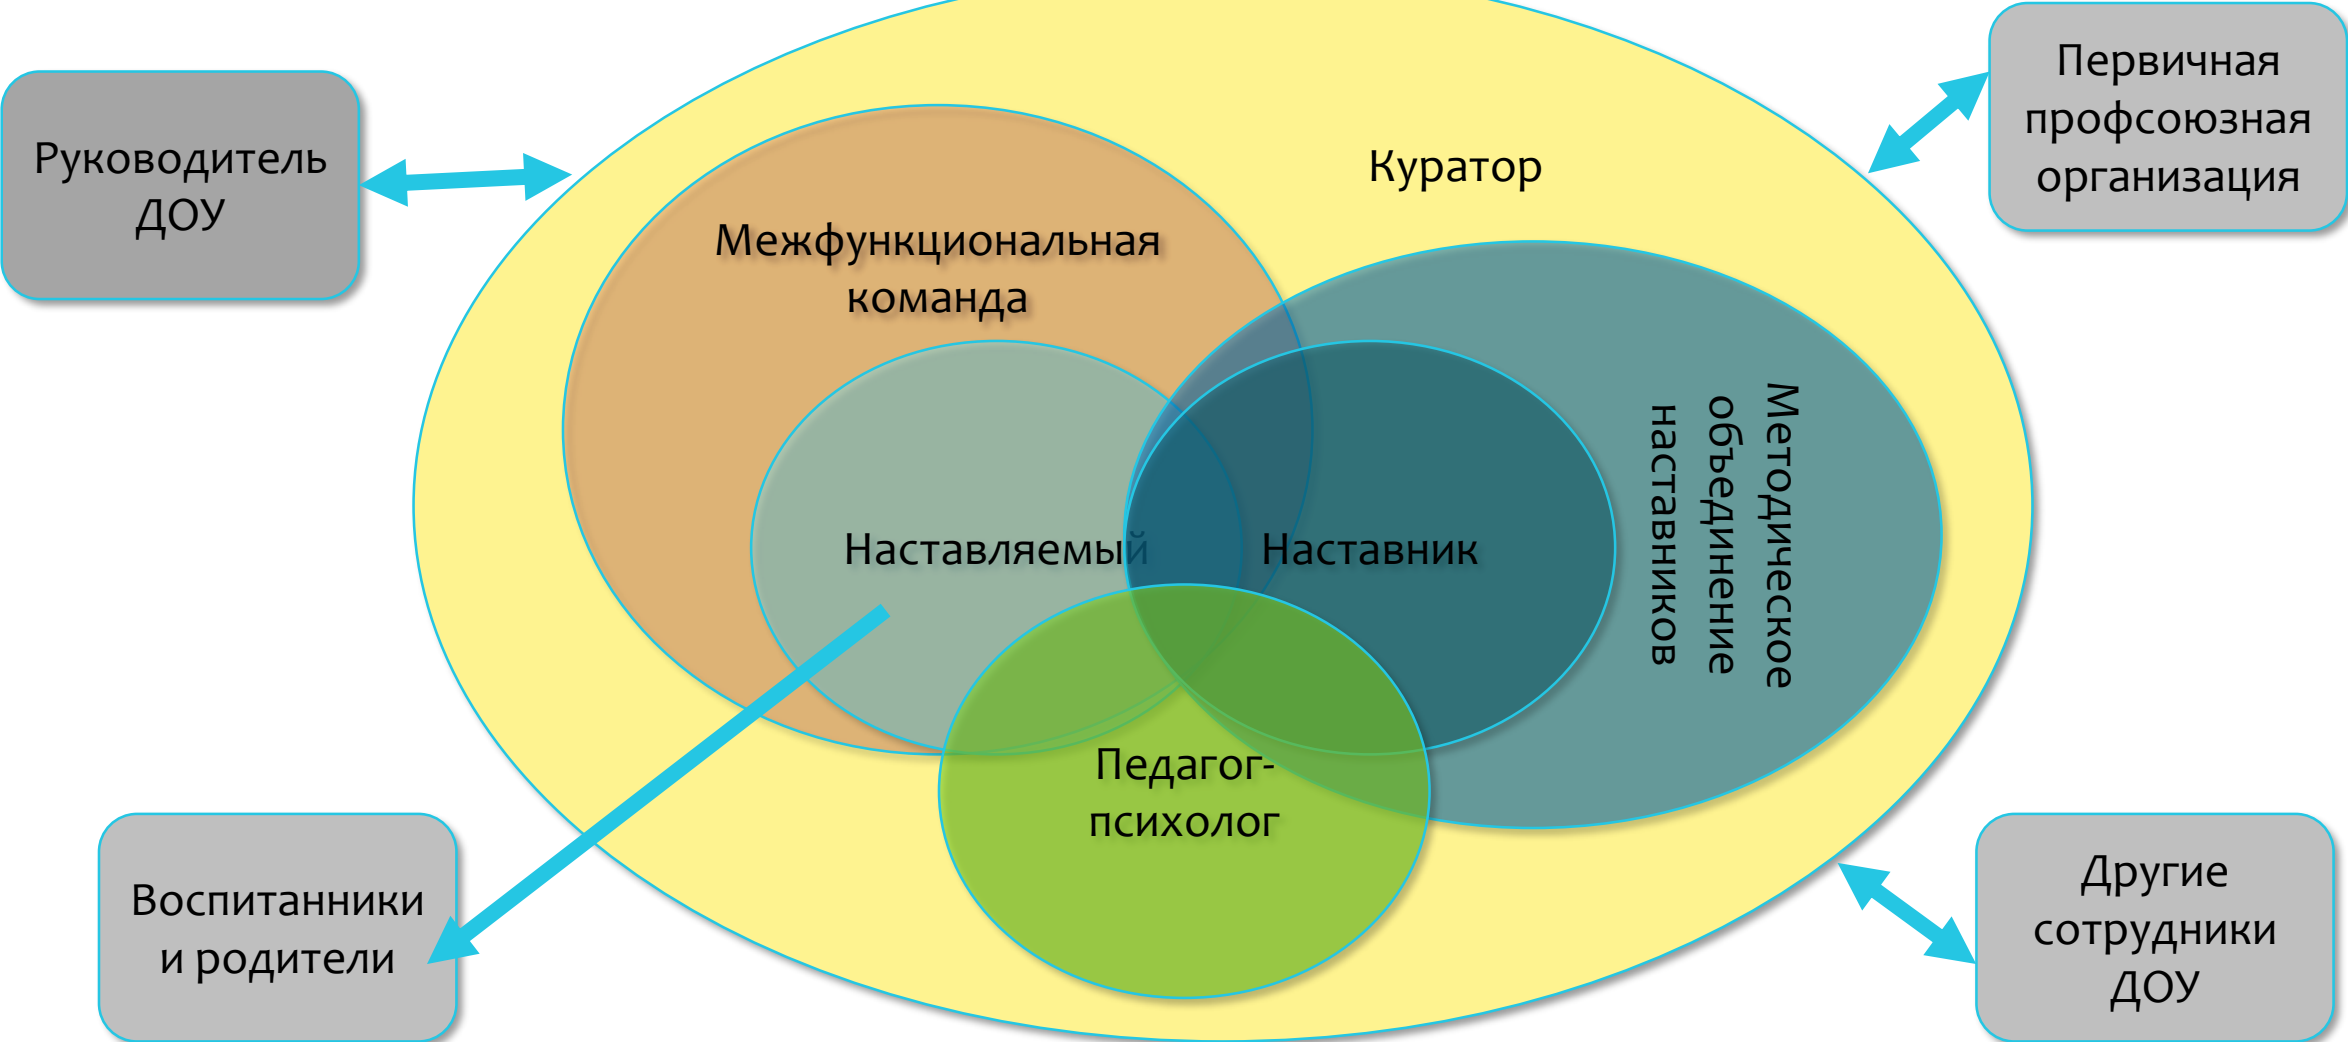 Руководитель
ДОУ
Первичная
профсоюзная
организация
Куратор
Межфункциональная
команда
Методическое
объединение
наставников
Наставляемый
Наставник
Педагог-
психолог
Воспитанники
и родители
Другие
сотрудники
ДОУ